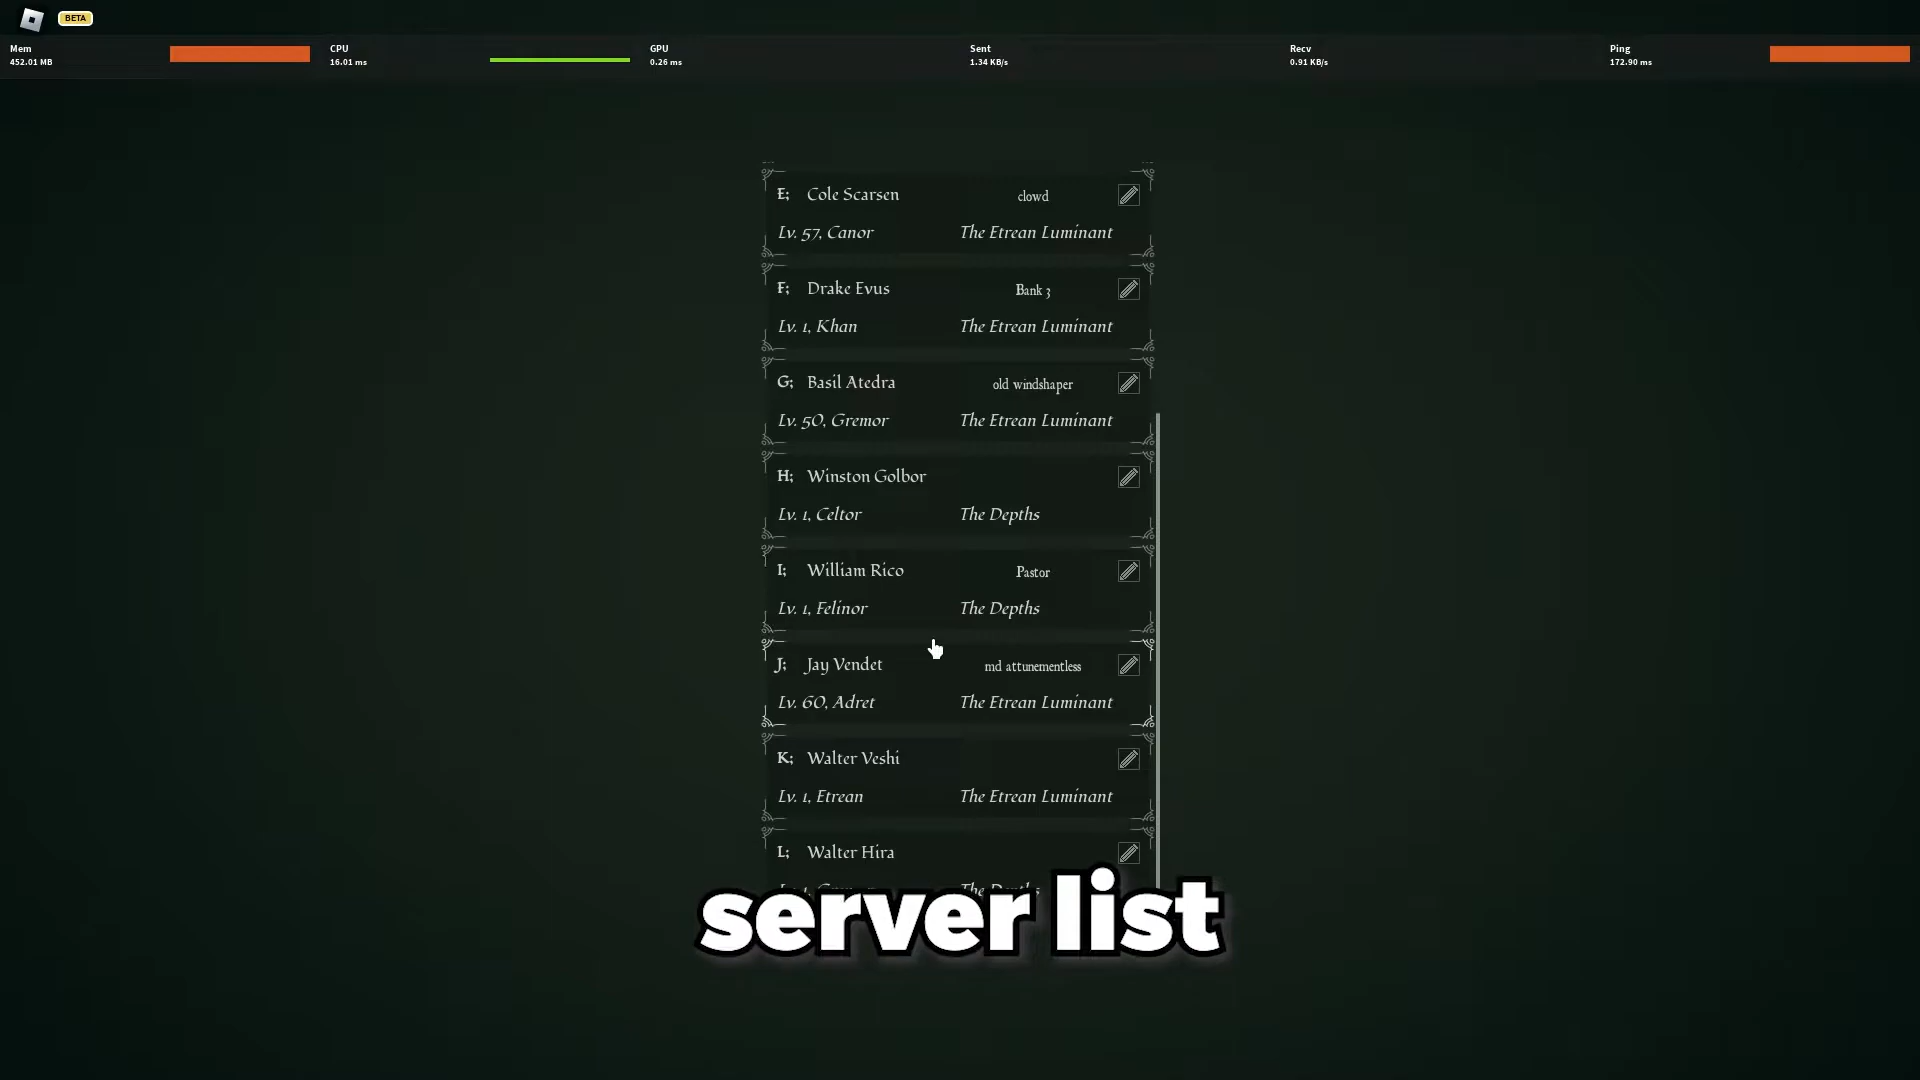 BETA
Mem
452.01 MB
CPU
16.01 ms
GPU
0.26 ms
Sent
1.34 KB/s
Recv
0.91 KB/s
Ping
172.90 ms
E; Cole Scarsen clowd
Lv. 57, Canor The Etrean Luminant
F; Drake Evus Bank 3
Lv. 1, Khan The Etrean Luminant
G; Basil Atedra old windshaper
Lv. 50, Gremor The Etrean Luminant
H; Winston Golbor
Lv. 1, Celtor The Depths
I; William Rico Pastor
Lv. 1, Felinor The Depths
J; Jay Vendet md attunementless
Lv. 60, Adret The Etrean Luminant
K; Walter Veshi
Lv. 1, Etrean The Etrean Luminant
L; Walter Hira
The Depths
server list